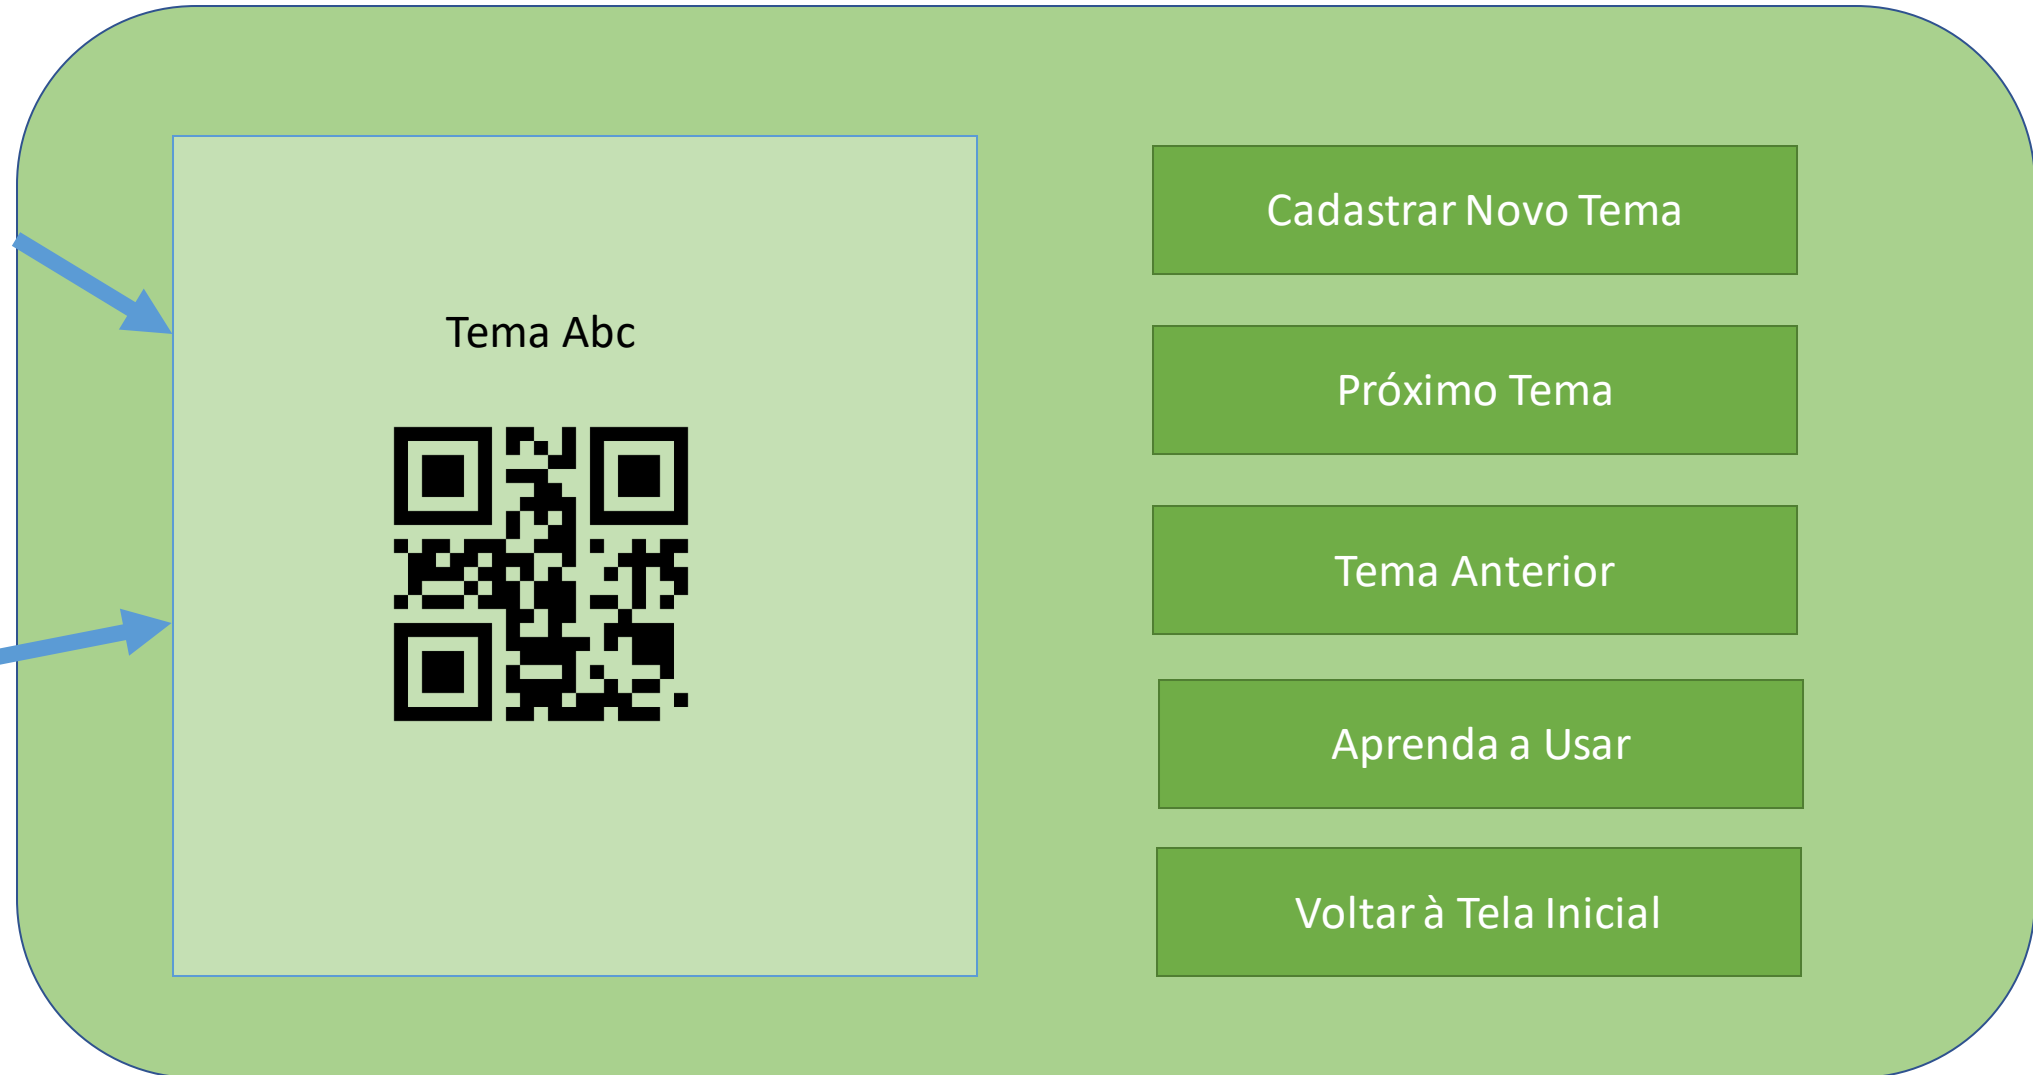 Tema Abc
Cadastrar Novo Tema
Próximo Tema
Tema Anterior
Aprenda a Usar
Voltar à Tela Inicial